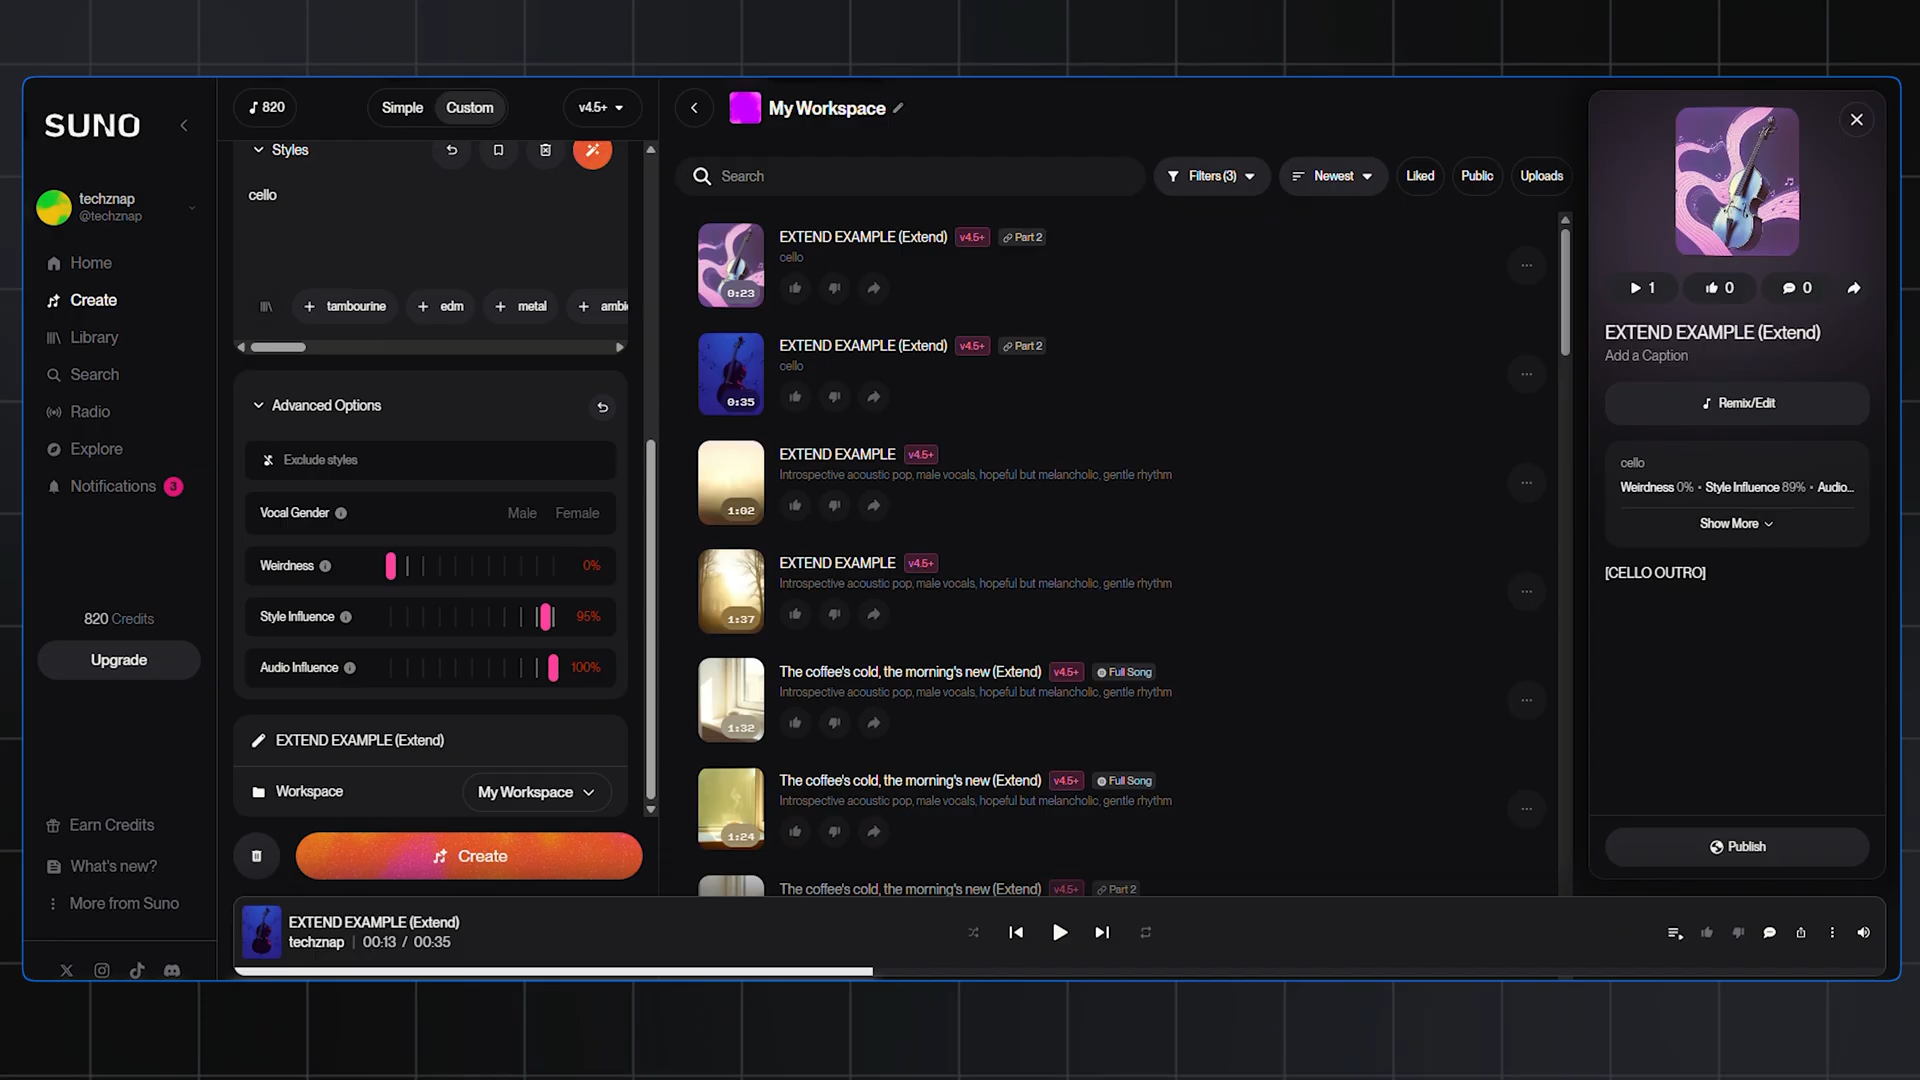 SUNO
techznap
@techznap
Home
Create
Library
Search
Radio
Explore
Notifications 3
820 Credits
Upgrade
Earn Credits
What's new?
More from Suno
820
Simple
Custom
v4.5+
Styles
cello
tambourine
edm
metal
ambi
Advanced Options
Exclude styles
Vocal Gender
Male
Female
Weirdness
0%
Style Influence
95%
Audio Influence
100%
EXTEND EXAMPLE (Extend)
Workspace
My Workspace
Create
My Workspace
Search
Filters (3)
Newest
Liked
Public
Uploads
EXTEND EXAMPLE (Extend) v4.5+ Part 2
cello
0:23
EXTEND EXAMPLE (Extend) v4.5+ Part 2
cello
0:35
EXTEND EXAMPLE v4.5+
Introspective acoustic pop, male vocals, hopeful but melancholic, gentle rhythm
1:02
EXTEND EXAMPLE v4.5+
Introspective acoustic pop, male vocals, hopeful but melancholic, gentle rhythm
1:37
The coffee's cold, the morning's new (Extend) v4.5+ Full Song
Introspective acoustic pop, male vocals, hopeful but melancholic, gentle rhythm
1:32
The coffee's cold, the morning's new (Extend) v4.5+ Full Song
Introspective acoustic pop, male vocals, hopeful but melancholic, gentle rhythm
1:24
The coffee's cold, the morning's new (Extend) v4.5+ Part 2
1
0
0
EXTEND EXAMPLE (Extend)
Add a Caption
Remix/Edit
cello
Weirdness 0% • Style Influence 89% • Audio...
Show More
[CELLO OUTRO]
Publish
EXTEND EXAMPLE (Extend)
techznap | 00:13 / 00:35